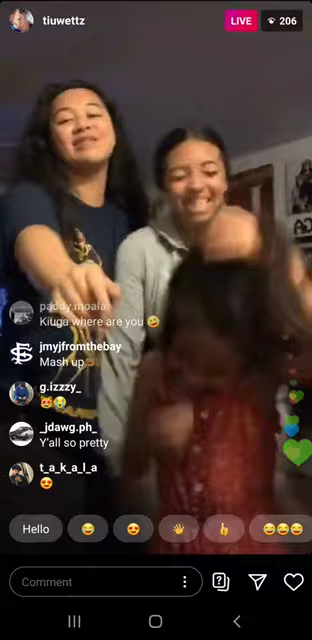 tiuwettz
LIVE
206
paddy.moala
Kiuga where are you 🤣
jmyjfromthebay
Mash up😊
g.izzzy_
😻😭
_jdawg.ph_
Y'all so pretty
t_a_k_a_l_a
😍
Hello
😂
😍
👋
👆
😂😂😂
Comment